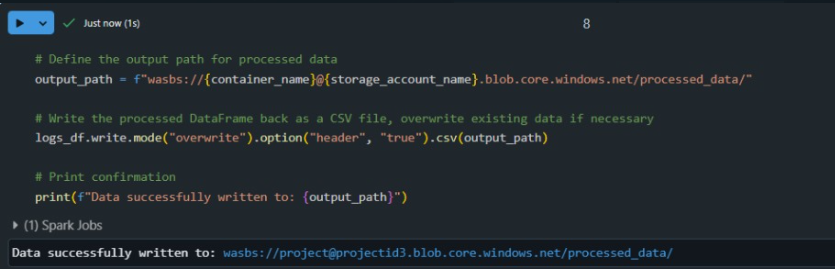 Just now (1s)
8
# Define the output path for processed data
output_path = f"wasbs://{container_name}@{storage_account_name}.blob.core.windows.net/processed_data/"
# Write the processed DataFrame back as a CSV file, overwrite existing data if necessary
logs_df.write.mode("overwrite").option("header", "true").csv(output_path)
# Print confirmation
print(f"Data successfully written to: {output_path}")
(1) Spark Jobs
Data successfully written to: wasbs://project@projectid3.blob.core.windows.net/processed_data/